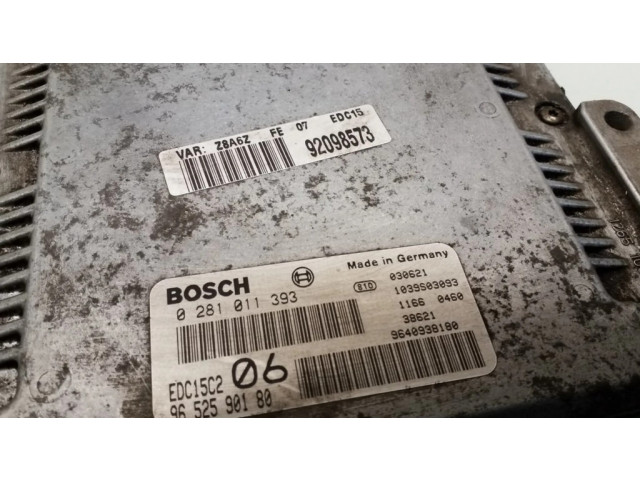 VAR: Z8A6Z FE 07 EDC15
92098573
BOSCH
Made in Germany
0 281 011 393
810
030621
1039S03093
1166 0460
38621
9640938180
EDC15C2 06
96 525 901 80